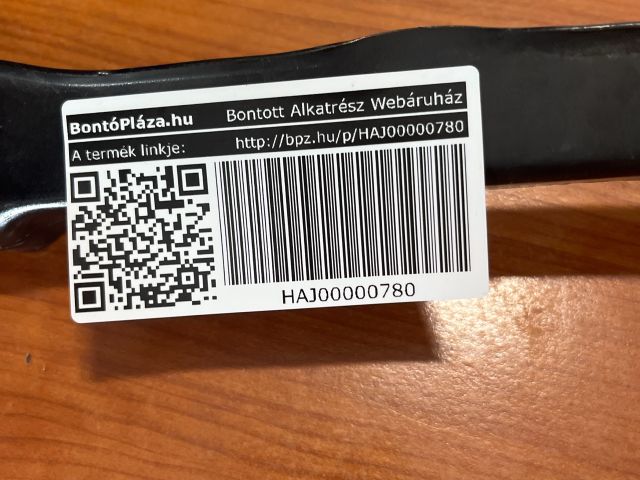 BontóPláza.hu Bontott Alkatrész Webáruház
A termék linkje: http://bpz.hu/p/HAJ00000780
HAJ00000780